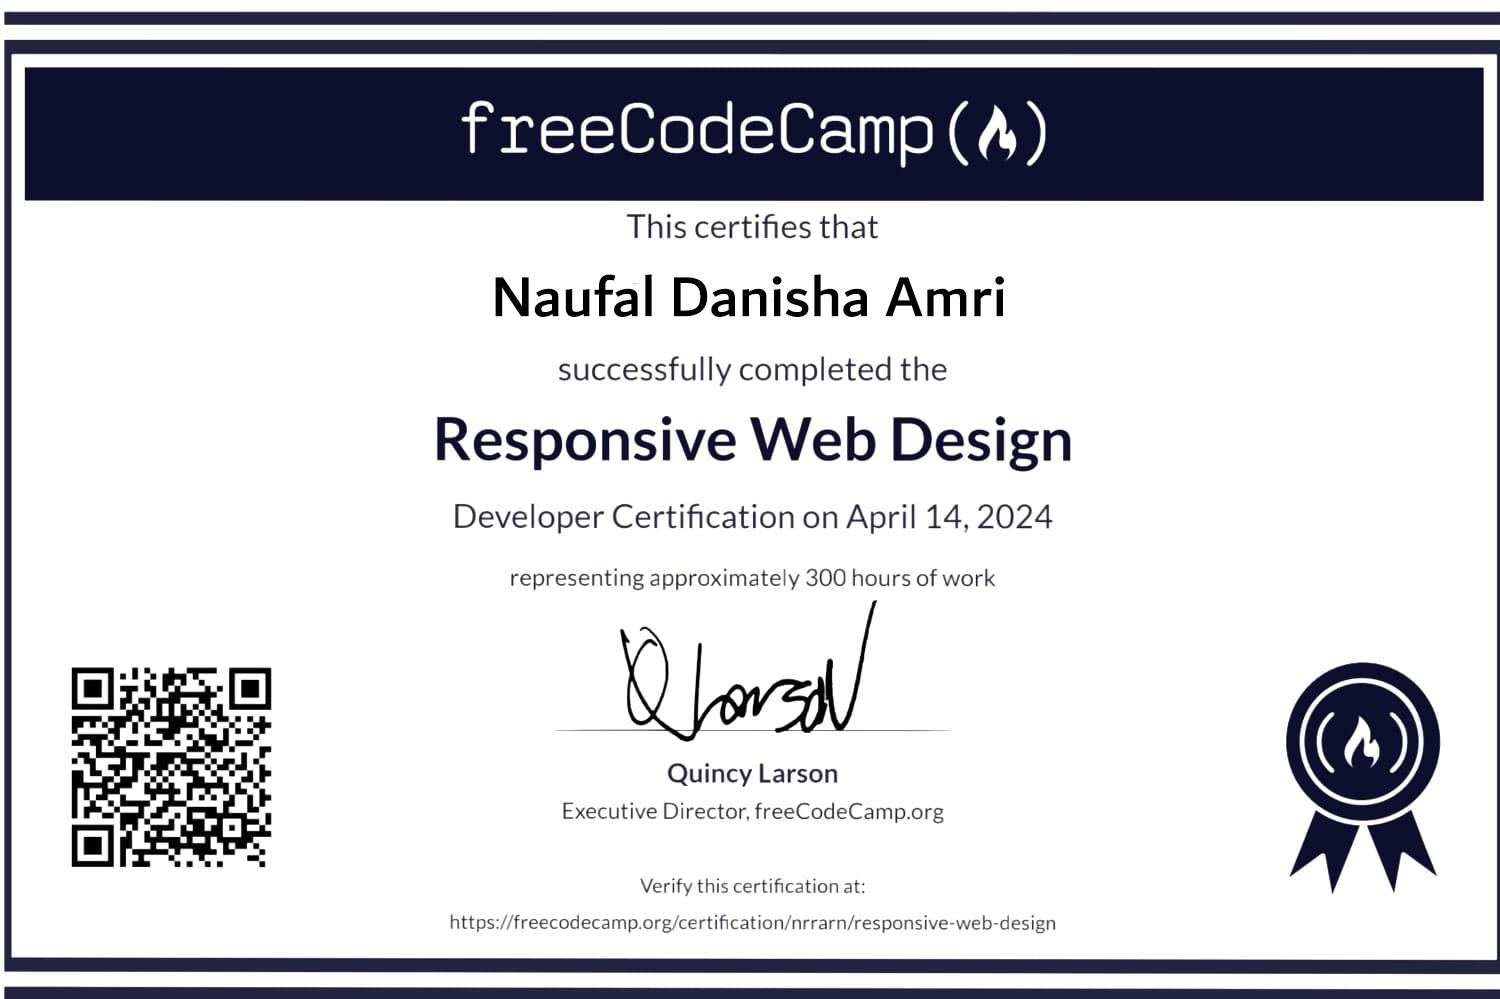 freeCodeCamp
This certifies that
Naufal Danisha Amri
successfully completed the
Responsive Web Design
Developer Certification on April 14, 2024
representing approximately 300 hours of work
Q Larson
Quincy Larson
Executive Director, freeCodeCamp.org
Verify this certification at:
https://freecodecamp.org/certification/nrrarn/responsive-web-design